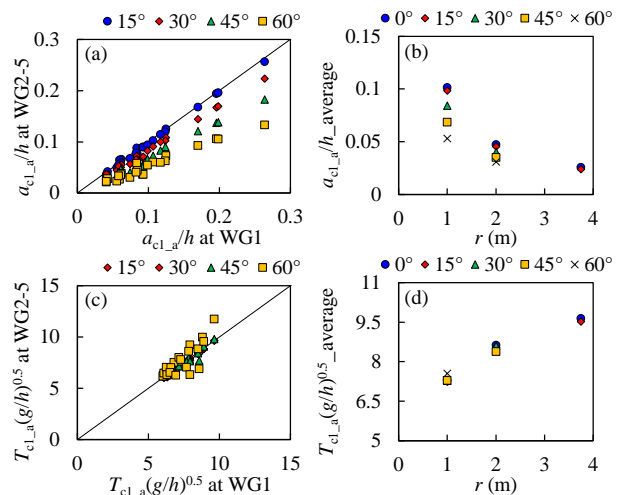 15° 30° 45° 60°
(a)
0.3
0.2
0.1
0
0 0.1 0.2 0.3
a_c1_a/h at WG2-5
a_c1_a/h at WG1
0° 15° 30° 45° 60°
(b)
0.15
0.1
0.05
0
0 1 2 3 4
a_c1_a/h_average
r (m)
15° 30° 45° 60°
(c)
15
10
5
0
0 5 10 15
T_c1_a(g/h)^0.5 at WG2-5
T_c1_a(g/h)^0.5 at WG1
0° 15° 30° 45° 60°
(d)
11
9.5
8
6.5
5
0 1 2 3 4
T_c1_a(g/h)^0.5_average
r (m)